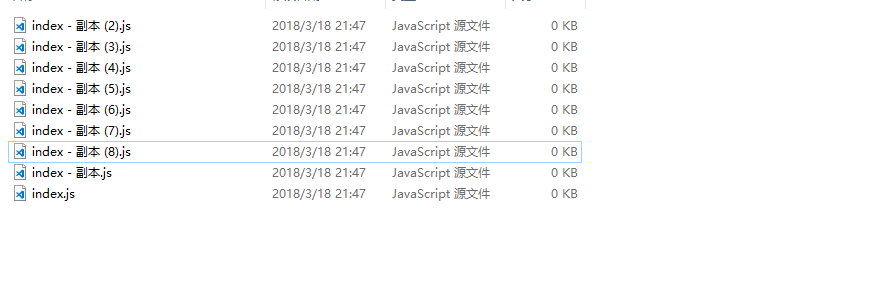 index - 副本 (2).js 2018/3/18 21:47 JavaScript 源文件 0 KB
index - 副本 (3).js 2018/3/18 21:47 JavaScript 源文件 0 KB
index - 副本 (4).js 2018/3/18 21:47 JavaScript 源文件 0 KB
index - 副本 (5).js 2018/3/18 21:47 JavaScript 源文件 0 KB
index - 副本 (6).js 2018/3/18 21:47 JavaScript 源文件 0 KB
index - 副本 (7).js 2018/3/18 21:47 JavaScript 源文件 0 KB
index - 副本 (8).js 2018/3/18 21:47 JavaScript 源文件 0 KB
index - 副本.js 2018/3/18 21:47 JavaScript 源文件 0 KB
index.js 2018/3/18 21:47 JavaScript 源文件 0 KB